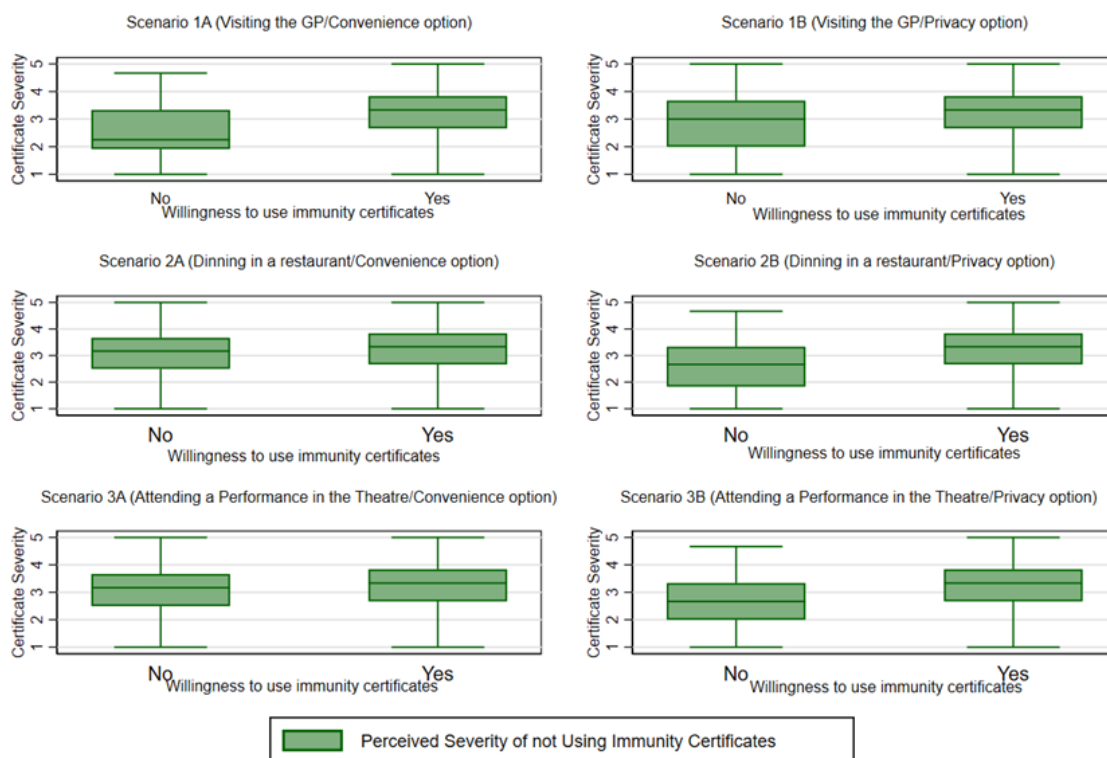 Scenario 1A (Visiting the GP/Convenience option)
Certificate Severity
5
4
3
2
1
No
Yes
Willingness to use immunity certificates
Scenario 1B (Visiting the GP/Privacy option)
Certificate Severity
5
4
3
2
1
No
Yes
Willingness to use immunity certificates
Scenario 2A (Dinning in a restaurant/Convenience option)
Certificate Severity
5
4
3
2
1
No
Yes
Willingness to use immunity certificates
Scenario 2B (Dinning in a restaurant/Privacy option)
Certificate Severity
5
4
3
2
1
No
Yes
Willingness to use immunity certificates
Scenario 3A (Attending a Performance in the Theatre/Convenience option)
Certificate Severity
5
4
3
2
1
No
Yes
Willingness to use immunity certificates
Scenario 3B (Attending a Performance in the Theatre/Privacy option)
Certificate Severity
5
4
3
2
1
No
Yes
Willingness to use immunity certificates
Perceived Severity of not Using Immunity Certificates